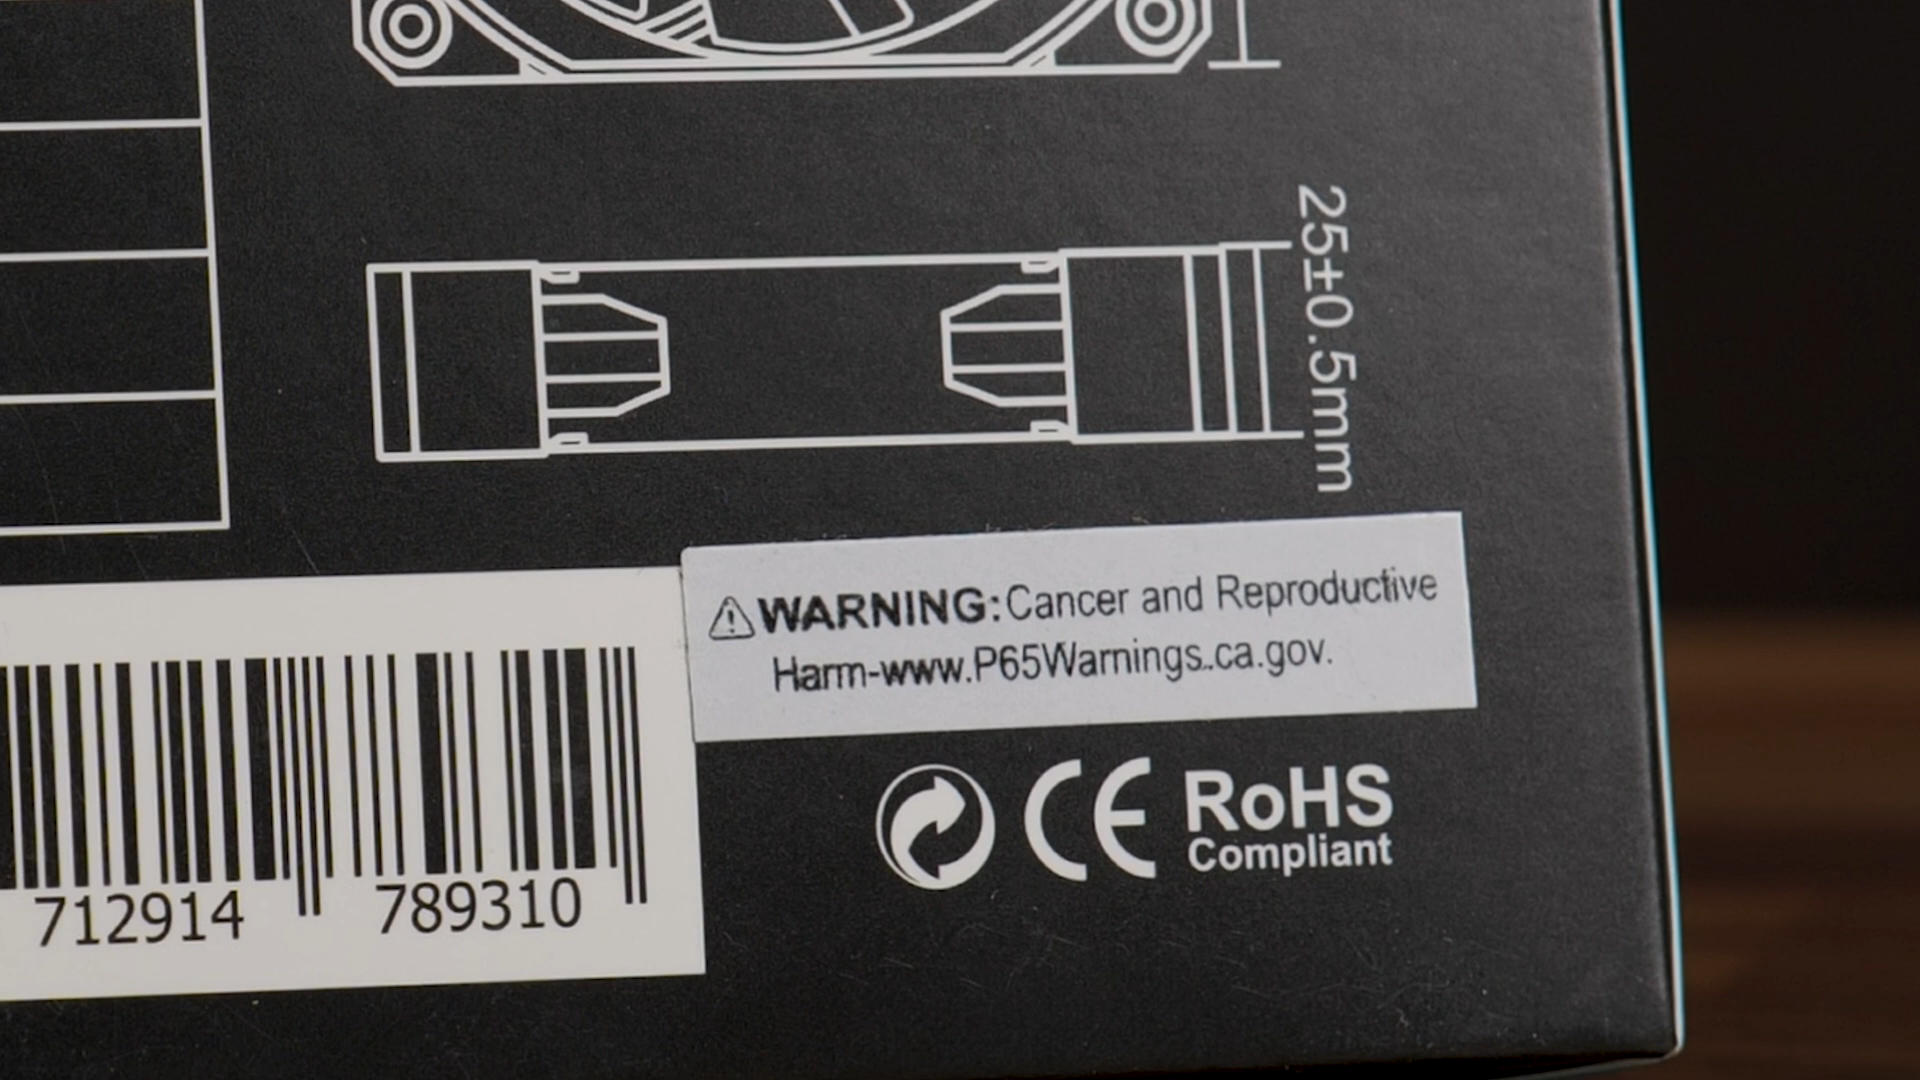 25±0.5mm
⚠WARNING:Cancer and Reproductive
Harm-www.P65Warnings.ca.gov.
CE RoHS
Compliant
712914 789310